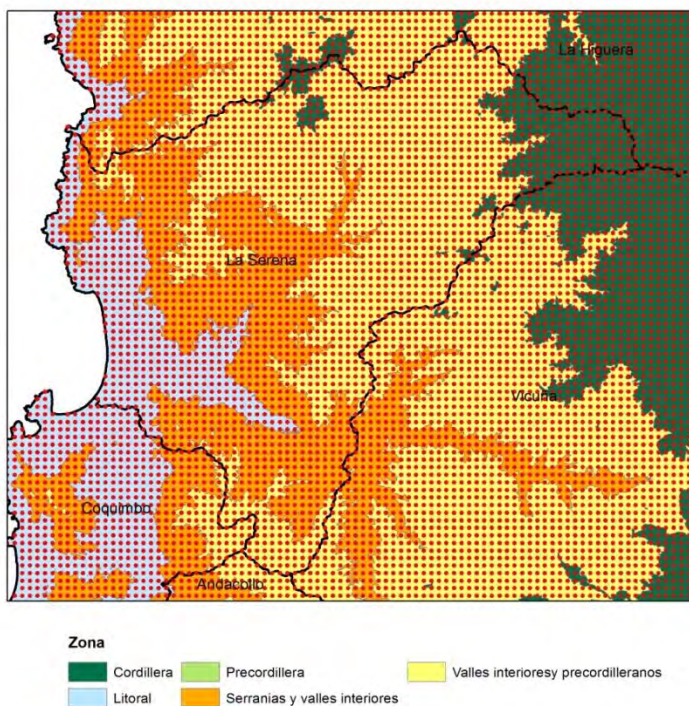 La Higuera
La Serena
Vicuña
Coquimbo
Andacollo
Zona
Cordillera
Precordillera
Valles interioresy precordilleranos
Litoral
Serranias y valles interiores